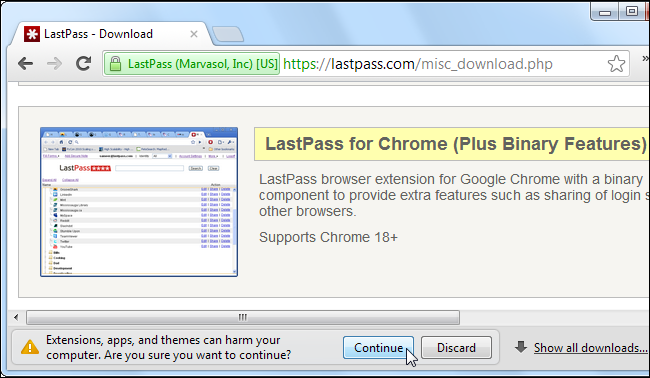 LastPass - Download
LastPass (Marvasol, Inc) [US] https://lastpass.com/misc_download.php
LastPass
LastPass for Chrome (Plus Binary Features)
LastPass browser extension for Google Chrome with a binary
component to provide extra features such as sharing of login s
other browsers.
Supports Chrome 18+
Extensions, apps, and themes can harm your
computer. Are you sure you want to continue?
Continue
Discard
Show all downloads...